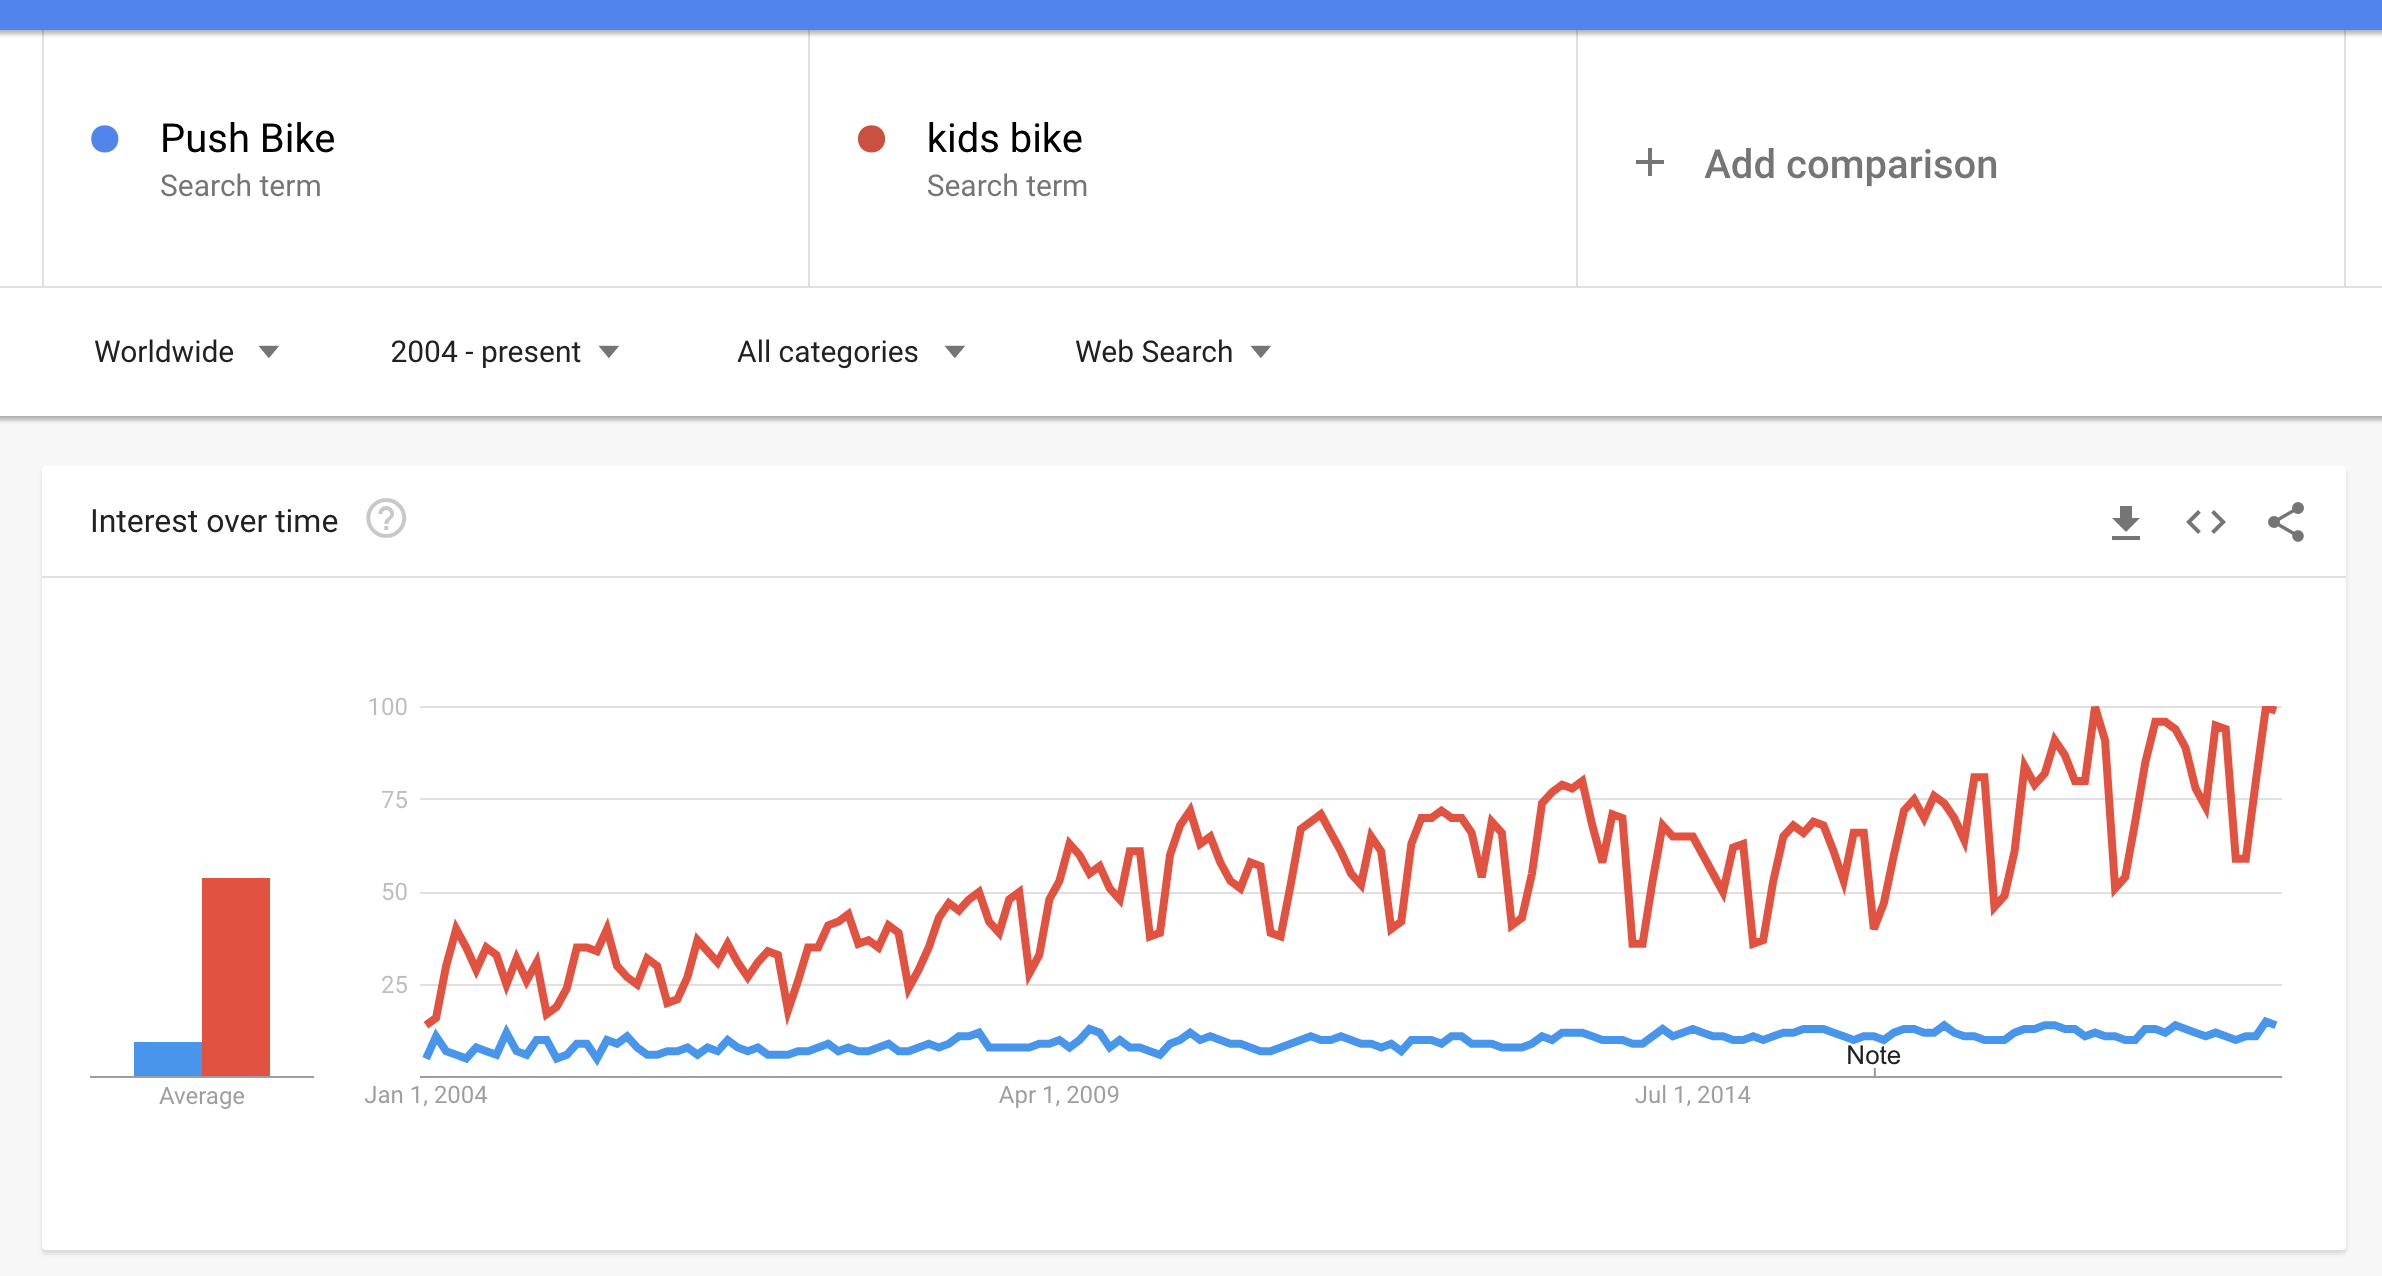 Push Bike
Search term
kids bike
Search term
+ Add comparison
Worldwide
2004 - present
All categories
Web Search
Interest over time ?
100
75
50
25
Note
Average
Jan 1, 2004
Apr 1, 2009
Jul 1, 2014